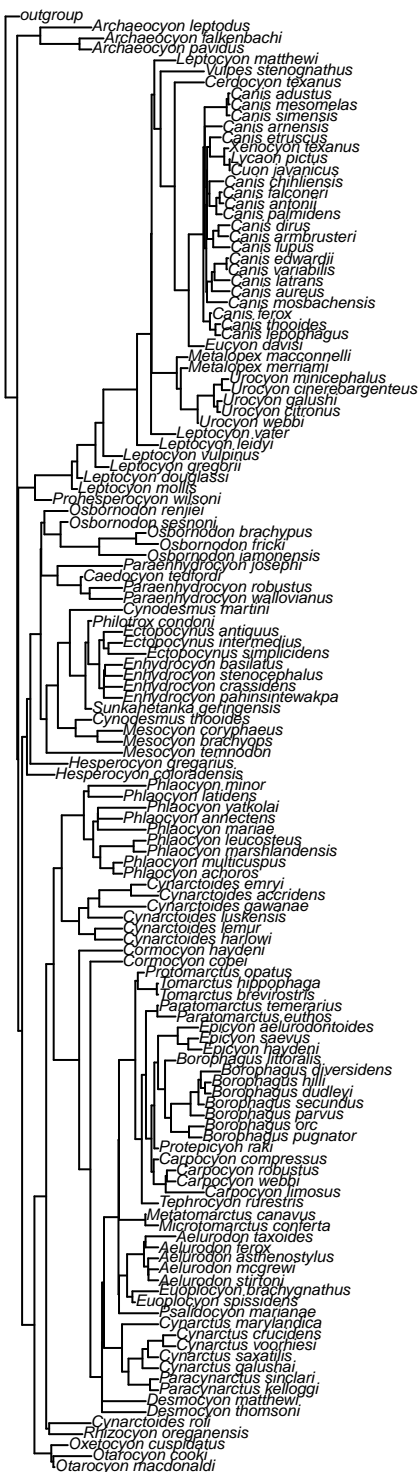 outgroup
Archaeocyon leptodus
Archaeocyon falkenbachi
Archaeocyon pavidus
Leptocyon matthewi
Vulpes stenognathus
Cerdocyon texanus
Canis adustus
Canis mesomelas
Canis simensis
Canis arnensis
Canis etruscus
Xenocyon texanus
Lycaon pictus
Cuon javanicus
Canis chihliensis
Canis falconeri
Canis antonii
Canis palmidens
Canis dirus
Canis armbrusteri
Canis lupus
Canis edwardii
Canis variabilis
Canis latrans
Canis aureus
Canis mosbachensis
Canis ferox
Canis thooides
Canis lepophagus
Eucyon davisi
Metalopex macconnelli
Metalopex merriami
Urocyon minicephalus
Urocyon cinereoargenteus
Urocyon galushi
Urocyon citronus
Urocyon webbi
Leptocyon vafer
Leptocyon leidyi
Leptocyon vulpinus
Leptocyon gregorii
Leptocyon douglassi
Leptocyon mollis
Prohesperocyon wilsoni
Osbornodon renjiei
Osbornodon sesnoni
Osbornodon brachypus
Osbornodon fricki
Osbornodon iamonensis
Paraenhydrocyon josephi
Caedocyon tedfordi
Paraenhydrocyon robustus
Paraenhydrocyon wallovianus
Cynodesmus martini
Philotrox condoni
Ectopocynus antiquus
Ectopocynus intermedius
Ectopocynus simplicidens
Enhydrocyon basilatus
Enhydrocyon stenocephalus
Enhydrocyon crassidens
Enhydrocyon pahinsintewakpa
Sunkahetanka geringensis
Cynodesmus thooides
Mesocyon coryphaeus
Mesocyon brachyops
Mesocyon temnodon
Hesperocyon gregarius
Hesperocyon coloradensis
Phlaocyon minor
Phlaocyon latidens
Phlaocyon yatkolai
Phlaocyon annectens
Phlaocyon mariae
Phlaocyon leucosteus
Phlaocyon marshlandensis
Phlaocyon multicuspus
Phlaocyon achoros
Cynarctoides emryi
Cynarctoides accridens
Cynarctoides gawanae
Cynarctoides luskensis
Cynarctoides lemur
Cynarctoides harlowi
Cormocyon haydeni
Cormocyon copei
Protomarctus opatus
Tomarctus hippophaga
Tomarctus brevirostris
Paratomarctus temerarius
Paratomarctus euthos
Epicyon aelurodontoides
Epicyon saevus
Epicyon haydeni
Borophagus littoralis
Borophagus diversidens
Borophagus hilli
Borophagus dudleyi
Borophagus secundus
Borophagus parvus
Borophagus orc
Borophagus pugnator
Protepicyon raki
Carpocyon compressus
Carpocyon robustus
Carpocyon webbi
Carpocyon limosus
Tephrocyon rurestris
Metatomarctus canavus
Microtomarctus conferta
Aelurodon taxoides
Aelurodon ferox
Aelurodon asthenostylus
Aelurodon mcgrewi
Aelurodon stirtoni
Euoplocyon brachygnathus
Euoplocyon spissidens
Psalidocyon marianae
Cynarctus marylandica
Cynarctus crucidens
Cynarctus voorhiesi
Cynarctus saxatilis
Cynarctus galushai
Paracynarctus sinclari
Paracynarctus kelloggi
Desmocyon matthewi
Desmocyon thomsoni
Cynarctoides roii
Rhizocyon oreganensis
Oxetocyon cuspidatus
Otarocyon cooki
Otarocyon macdonaldi